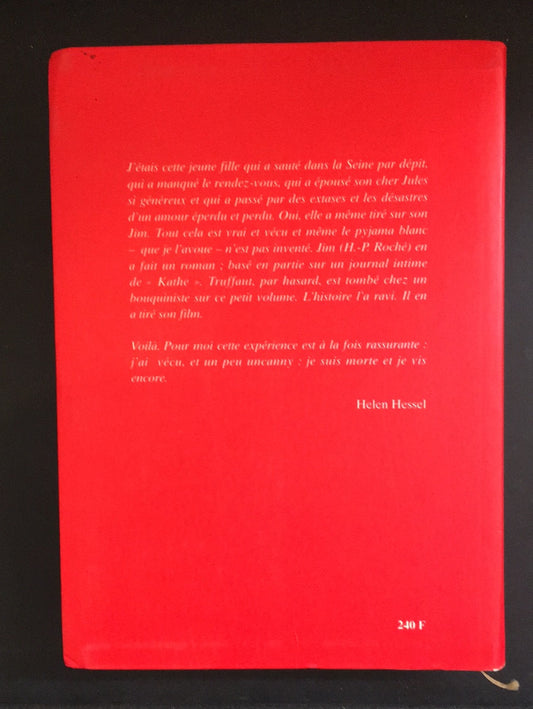 J'étais cette jeune fille qui a sauté dans la Seine par dépit,
qui a manqué le rendez-vous, qui a épousé son cher Jules
si généreux et qui a passé par des extases et les désastres
d'un amour éperdu et perdu. Oui, elle a même tiré sur son
Jim. Tout cela est vrai et vécu et même le pyjama blanc
– que je l'avoue – n'est pas inventé. Jim (H.-P. Roché) en
a fait un roman ; basé en partie sur un journal intime
de « Kathe ». Truffaut, par hasard, est tombé chez un
bouquiniste sur ce petit volume. L'histoire l'a ravi. Il en
a tiré son film.
Voilà. Pour moi cette expérience est à la fois rassurante :
j'ai vécu, et un peu uncanny : je suis morte et je vis
encore.
Helen Hessel
240 F